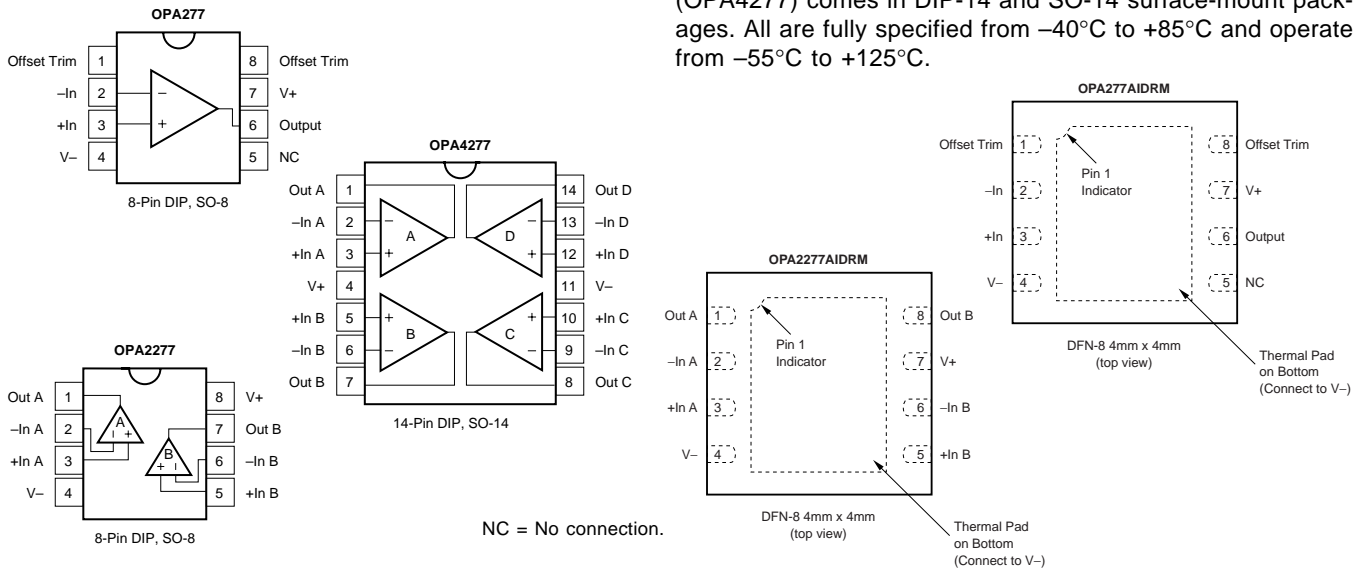 (OPA4277) comes in DIP-14 and SO-14 surface-mount pack-
ages. All are fully specified from –40°C to +85°C and operate
from –55°C to +125°C.
OPA277
Offset Trim 1 8 Offset Trim
–In 2 – 7 V+
+In 3 + 6 Output
V– 4 5 NC
8-Pin DIP, SO-8
OPA4277
Out A 1 14 Out D
–In A 2 – – 13 –In D
A D
+In A 3 + + 12 +In D
V+ 4 11 V–
+In B 5 + + 10 +In C
B C
–In B 6 – – 9 –In C
Out B 7 8 Out C
14-Pin DIP, SO-14
OPA2277
Out A 1 8 V+
A
–In A 2 – + 7 Out B
B
+In A 3 + – 6 –In B
V– 4 5 +In B
8-Pin DIP, SO-8
NC = No connection.
OPA2277AIDRM
Out A 1 8 Out B
Pin 1
Indicator
–In A 2 7 V+
+In A 3 6 –In B
V– 4 5 +In B
DFN-8 4mm x 4mm
(top view)
Thermal Pad
on Bottom
(Connect to V–)
OPA277AIDRM
Offset Trim 1 8 Offset Trim
Pin 1
Indicator
–In 2 7 V+
+In 3 6 Output
V– 4 5 NC
DFN-8 4mm x 4mm
(top view)
Thermal Pad
on Bottom
(Connect to V–)